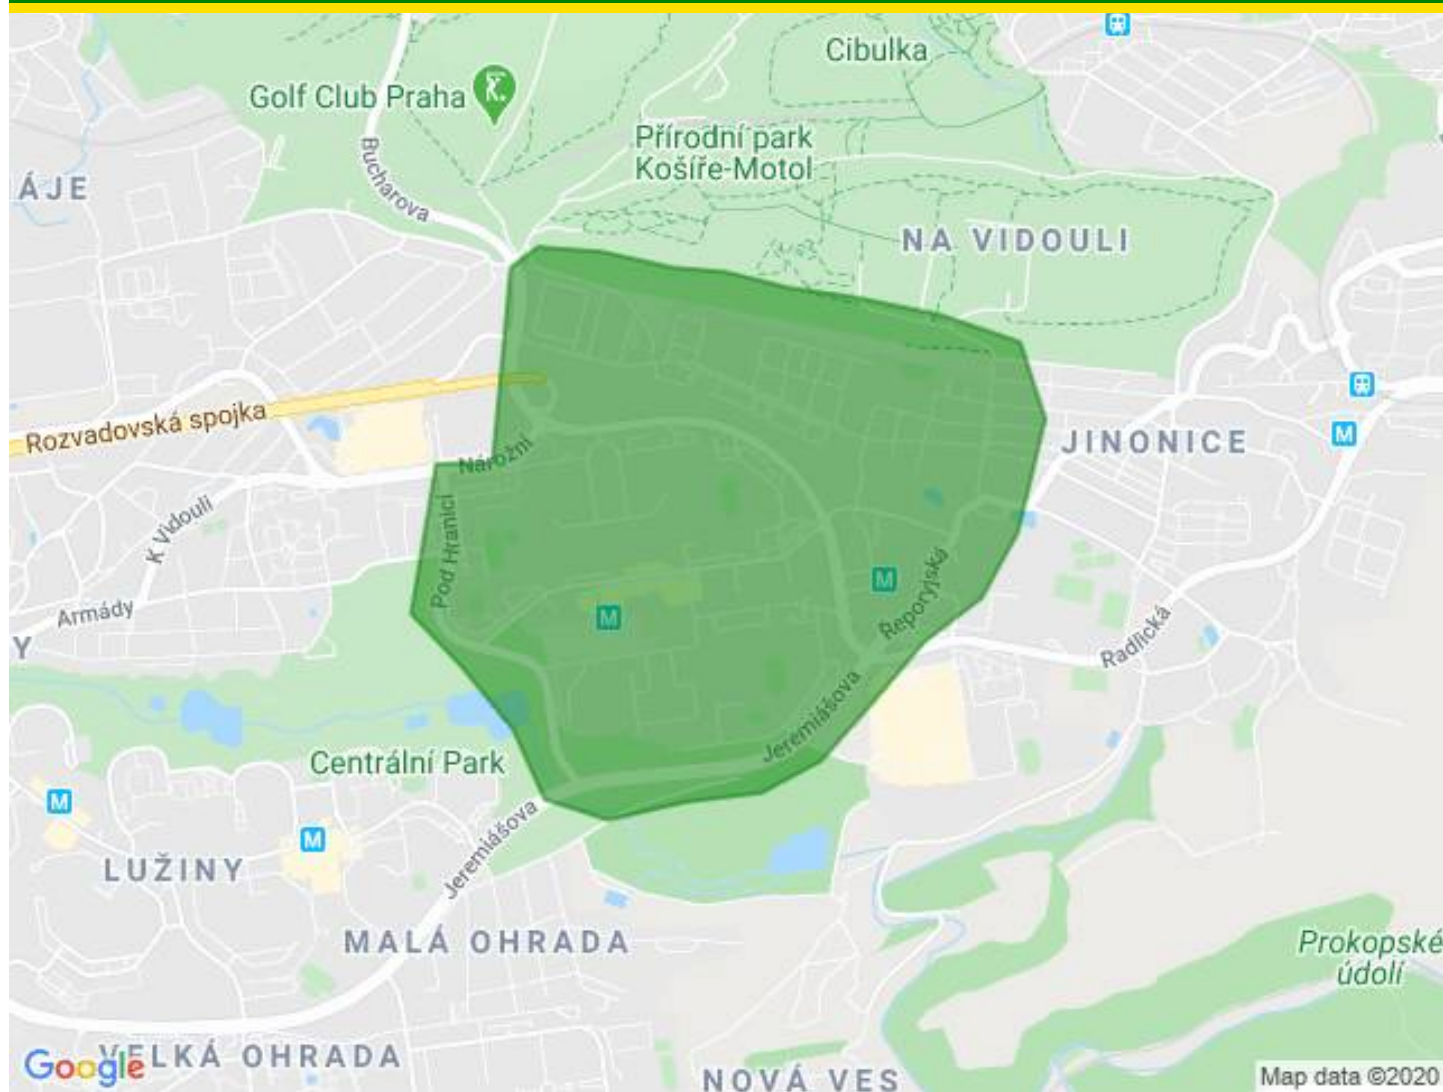 Cibulka
Golf Club Praha
Přírodní park
Košíře-Motol
Bucharova
ÁJE
NA VIDOULI
Rozvadovská spojka
JINONICE
Nárožní
K Vidouli
Pod Hranicí
Armády
Y
Řeporyjská
Radlická
Jeremiášova
Centrální Park
LUŽINY
Jeremiášova
MALÁ OHRADA
Prokopské
údolí
VELKÁ OHRADA
Google
NOVÁ VES
Map data ©2020
M
M
M
M
M